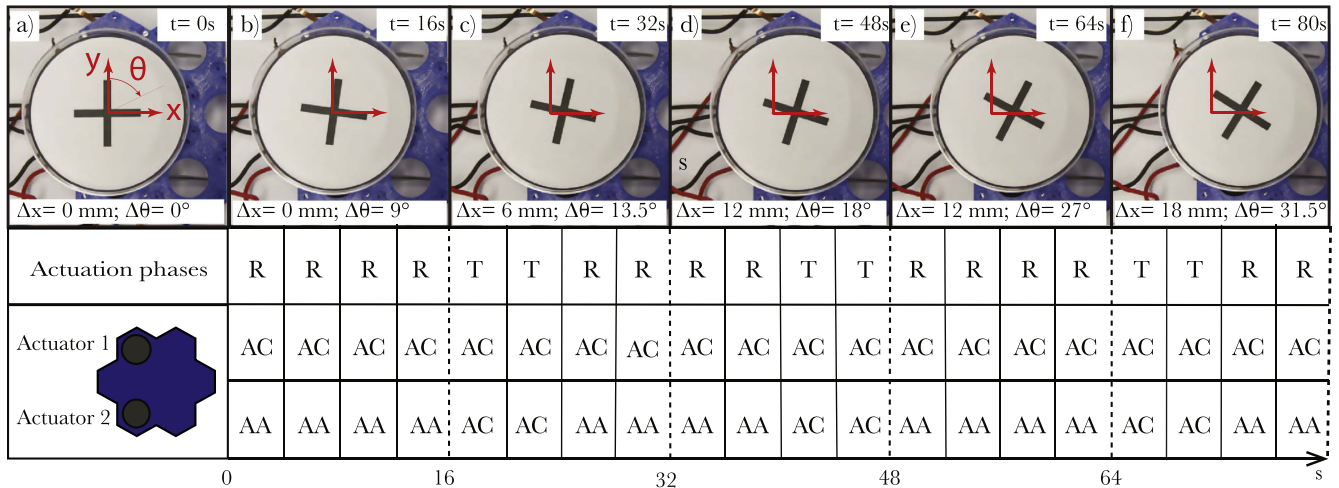 a) t= 0s b) t= 16s c) t= 32s d) t= 48s e) t= 64s f) t= 80s
y θ
x
s
Δx= 0 mm; Δθ= 0° Δx= 0 mm; Δθ= 9° Δx= 6 mm; Δθ= 13.5° Δx= 12 mm; Δθ= 18° Δx= 12 mm; Δθ= 27° Δx= 18 mm; Δθ= 31.5°
Actuation phases R R R R T T R R R R T T R R R R T T R R
Actuator 1 AC AC AC AC AC AC AC AC AC AC AC AC AC AC AC AC AC AC AC AC
Actuator 2 AA AA AA AA AC AC AA AA AA AA AC AC AA AA AA AA AC AC AA AA
0 16 32 48 64 s